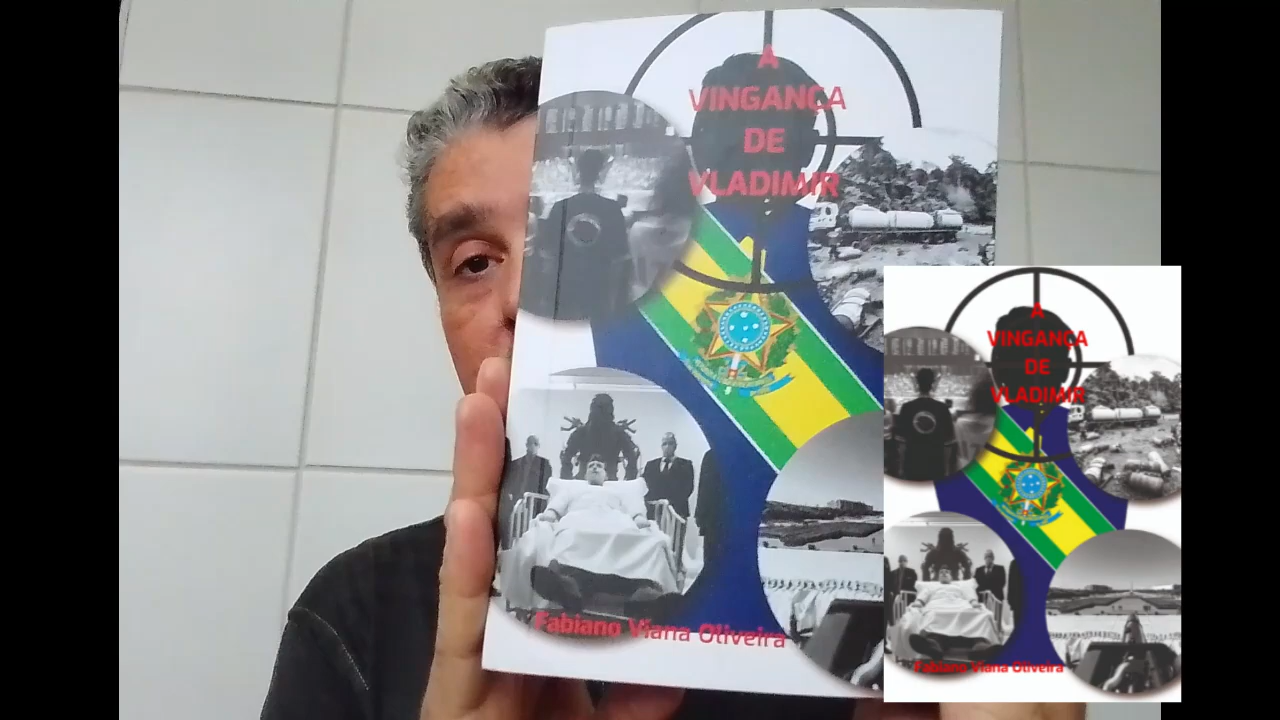 A
VINGANÇA
DE
VLADIMIR
Fabiano Viana Oliveira
A
VINGANÇA
DE
VLADIMIR
Fabiano Viana Oliveira